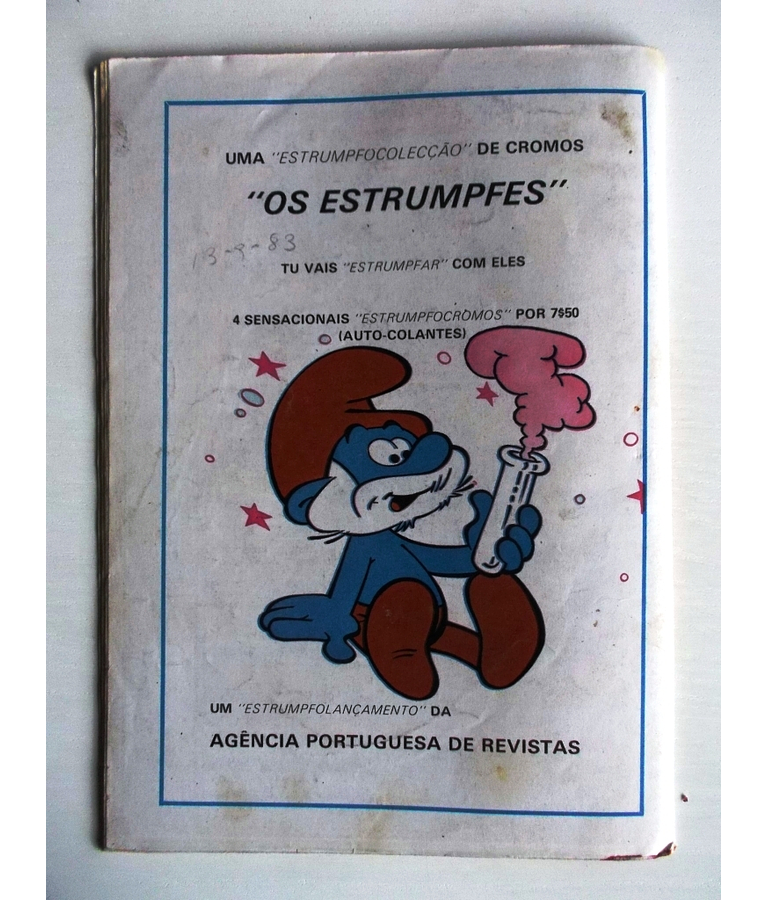 UMA "ESTRUMPFOCOLECÇÃO" DE CROMOS
"OS ESTRUMPFES"
13-9-83
TU VAIS "ESTRUMPFAR" COM ELES
4 SENSACIONAIS "ESTRUMPFOCROMOS" POR 7$50
(AUTO-COLANTES)
UM "ESTRUMPFOLANÇAMENTO" DA
AGÊNCIA PORTUGUESA DE REVISTAS